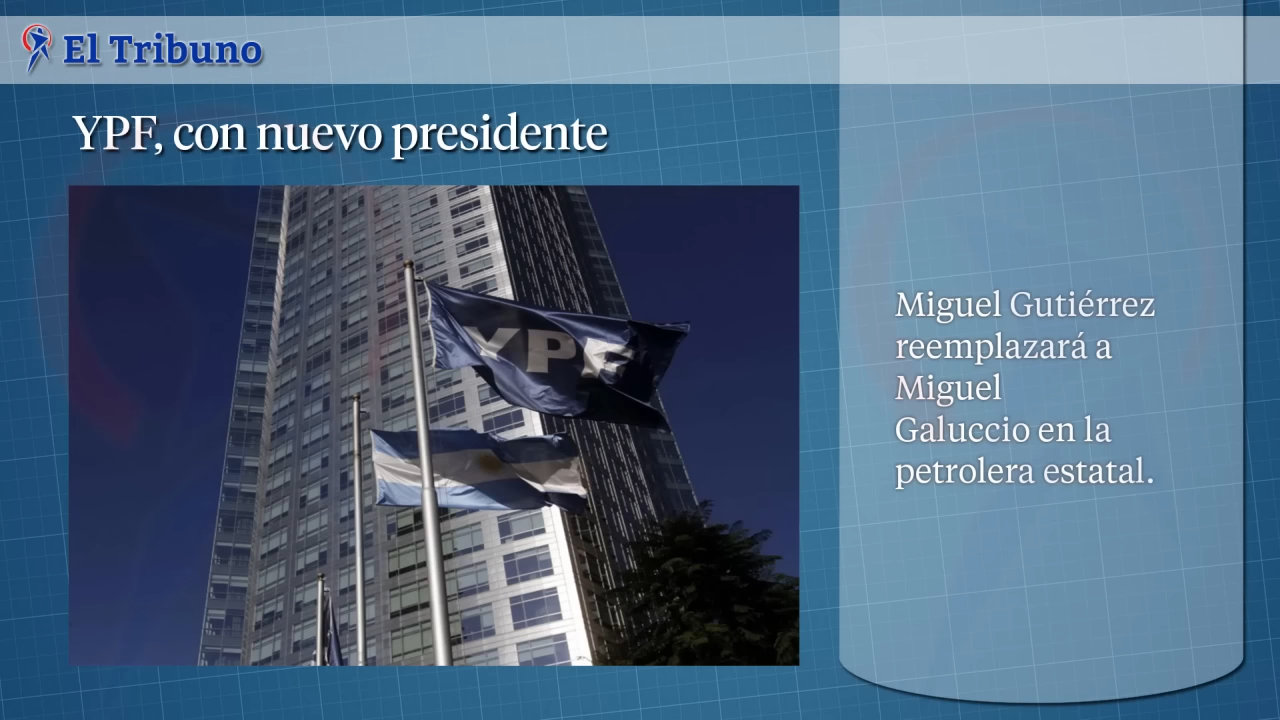 El Tribuno
YPF, con nuevo presidente
YPF
Miguel Gutiérrez
reemplazará a
Miguel
Galuccio en la
petrolera estatal.